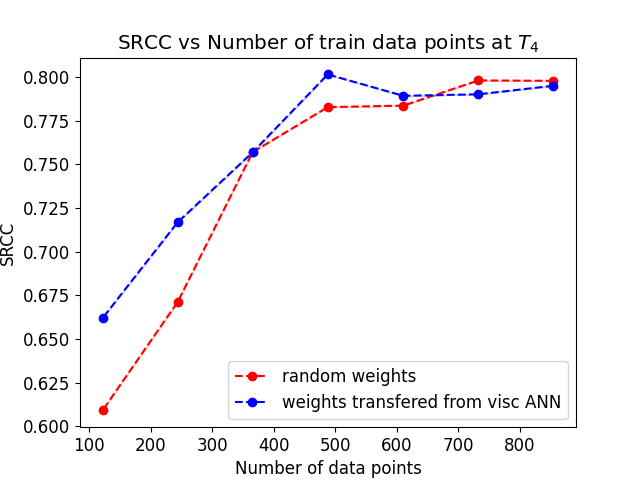 SRCC vs Number of train data points at T₄
SRCC
0.800
0.775
0.750
0.725
0.700
0.675
0.650
0.625
0.600
random weights
weights transfered from visc ANN
100 200 300 400 500 600 700 800
Number of data points